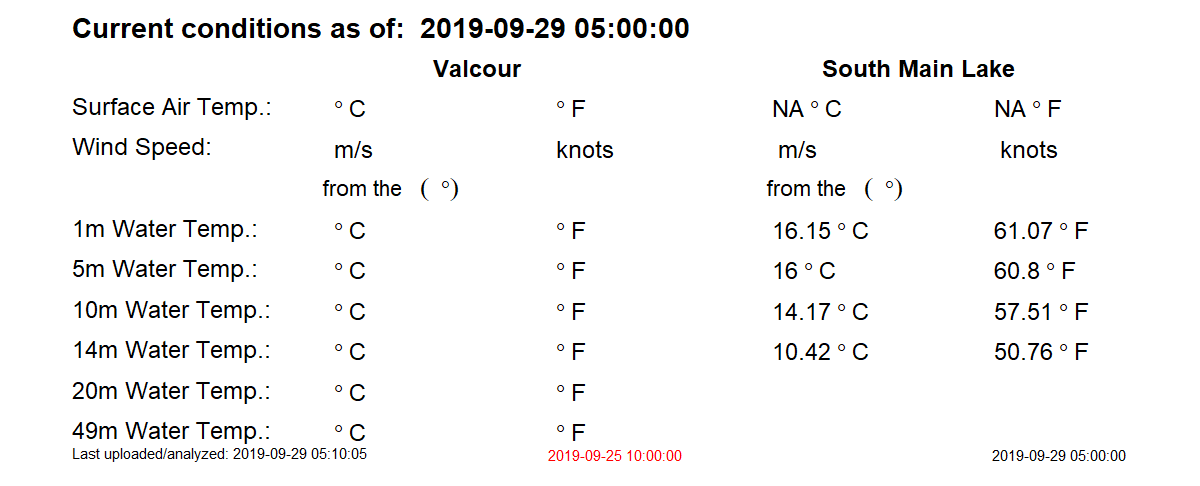 Current conditions as of: 2019-09-29 05:00:00
Valcour South Main Lake
Surface Air Temp.: ° C ° F NA ° C NA ° F
Wind Speed: m/s knots m/s knots
from the ( °) from the ( °)
1m Water Temp.: ° C ° F 16.15 ° C 61.07 ° F
5m Water Temp.: ° C ° F 16 ° C 60.8 ° F
10m Water Temp.: ° C ° F 14.17 ° C 57.51 ° F
14m Water Temp.: ° C ° F 10.42 ° C 50.76 ° F
20m Water Temp.: ° C ° F
49m Water Temp.: ° C ° F
Last uploaded/analyzed: 2019-09-29 05:10:05 2019-09-25 10:00:00 2019-09-29 05:00:00